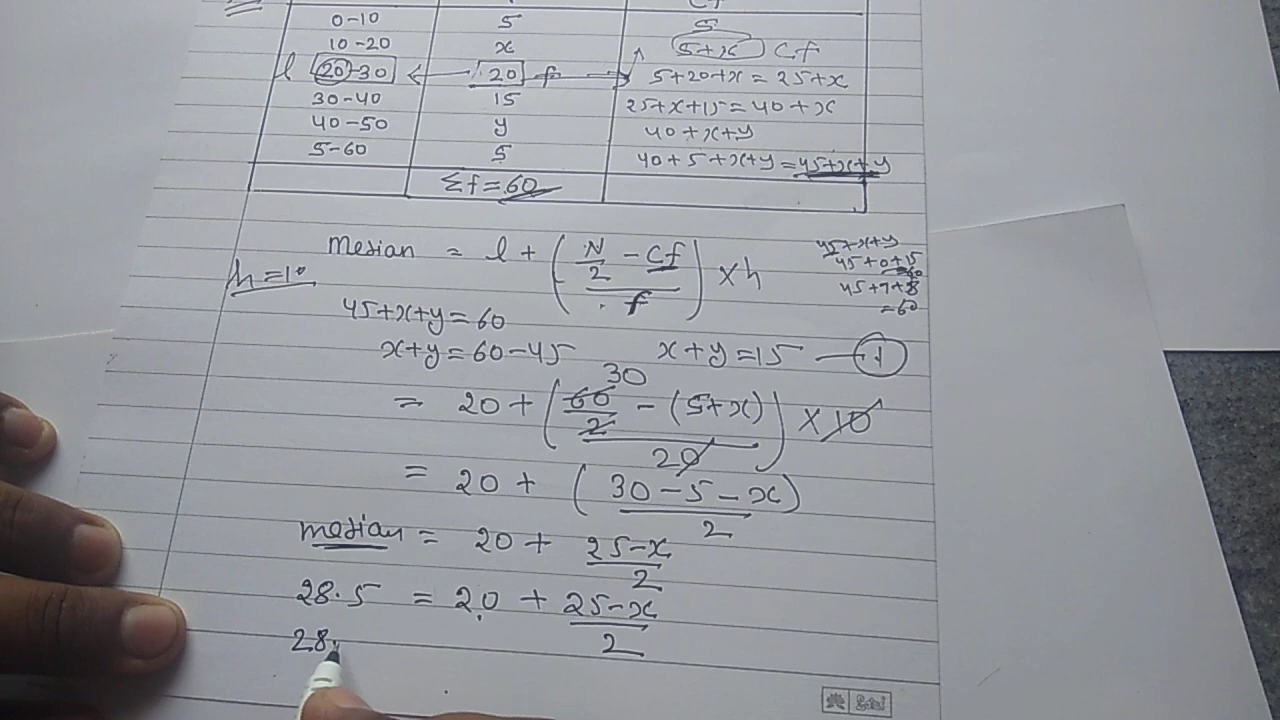 Cf
0-10 5 5
10-20 x 5+x Cf
l 20-30 20 f 5+20+x = 25+x
30-40 15 25+x+15 = 40+x
40-50 y 40+x+y
5-60 5 40+5+x+y = 45+x+y
Σf = 60
Median = l + (N/2 - Cf / f) × h
45+x+y
45+0+15
=60
45+7+8
=60
h = 10
45+x+y = 60
x+y = 60-45 x+y = 15 — 1
30
= 20 + (60/2 - (5+x) / 20) × 10
= 20 + (30-5-x / 2)
median = 20 + 25-x / 2
28.5 = 20 + 25-x / 2
28.